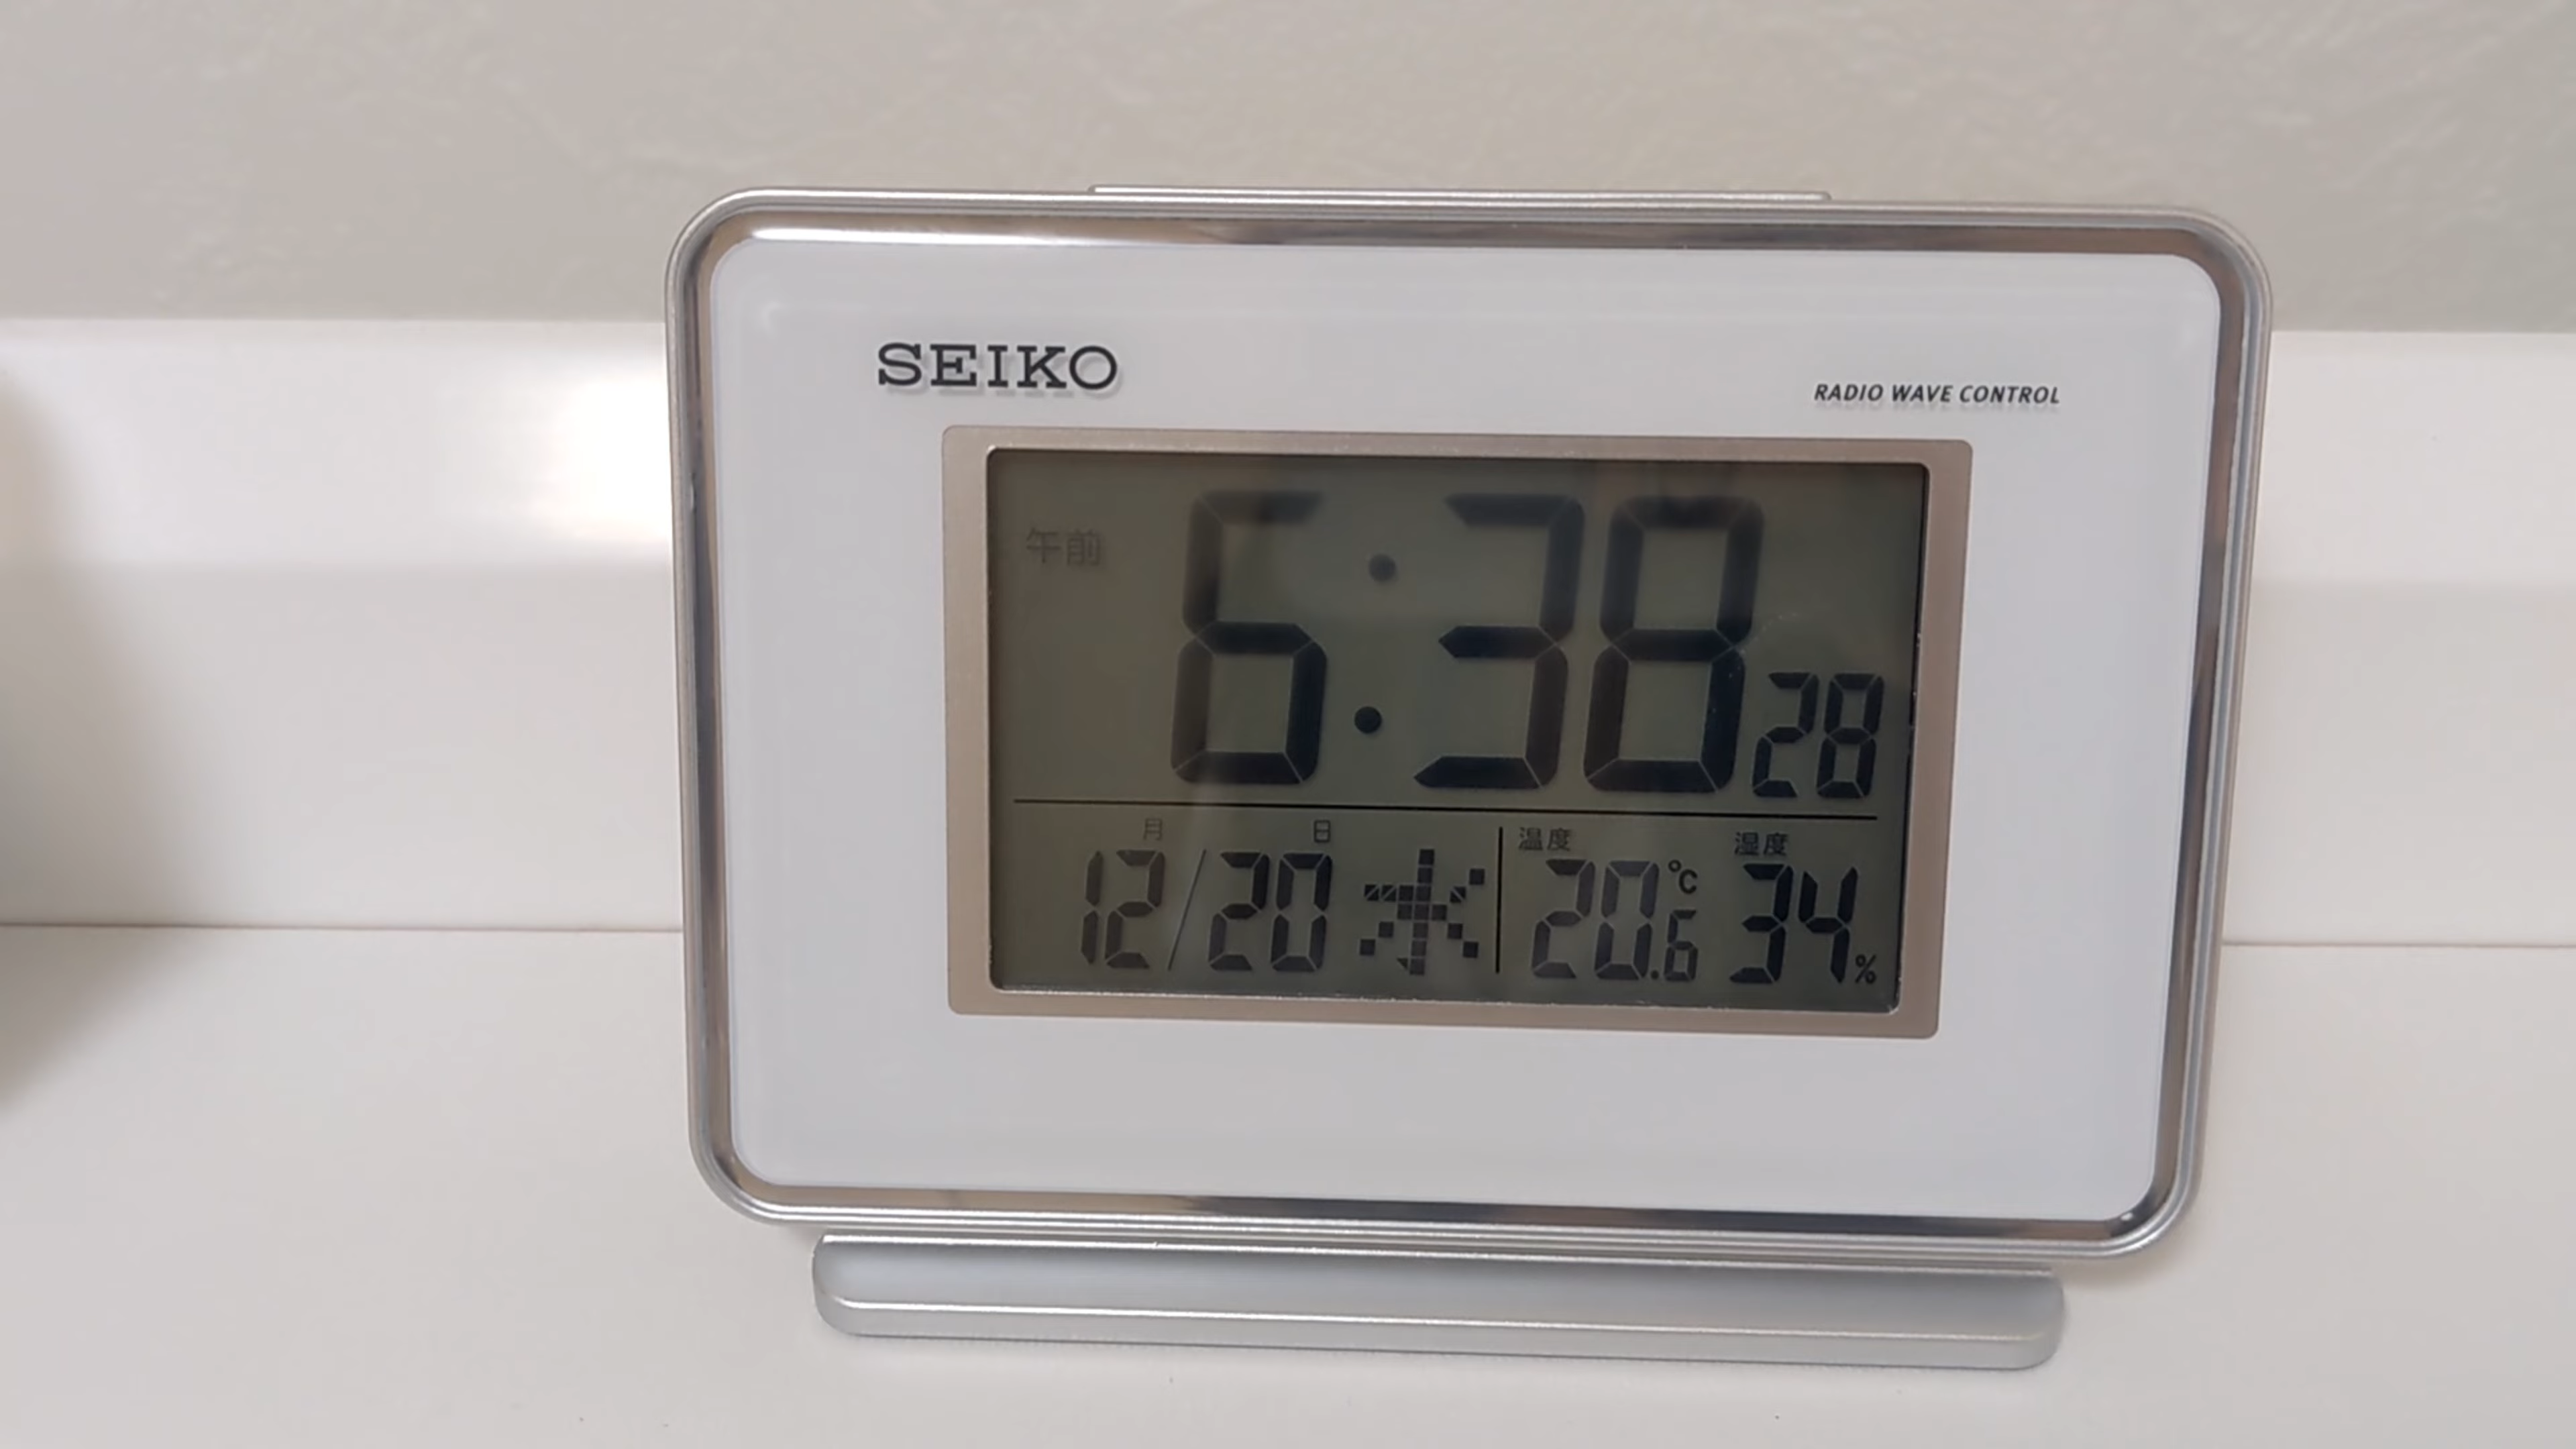 SEIKO
RADIO WAVE CONTROL
午前 6:38 28
月 日 温度 湿度
12/20 水 20.6℃ 34%